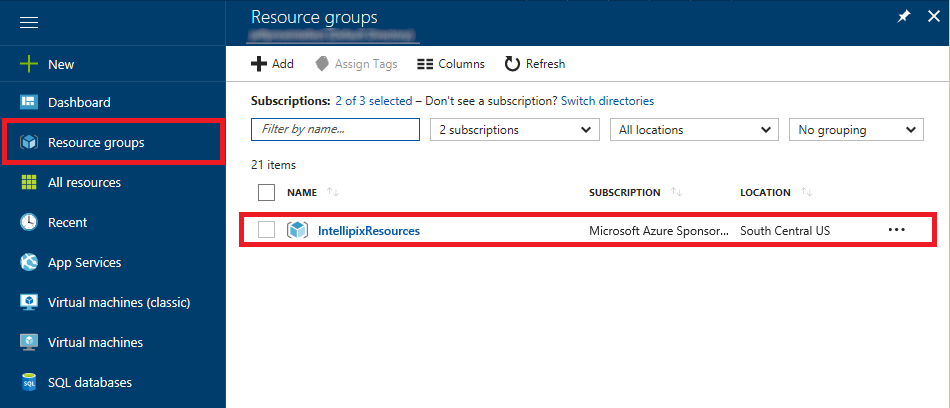 Resource groups
New
Dashboard
Resource groups
All resources
Recent
App Services
Virtual machines (classic)
Virtual machines
SQL databases
Add Assign Tags Columns Refresh
Subscriptions: 2 of 3 selected – Don't see a subscription? Switch directories
Filter by name... 2 subscriptions All locations No grouping
21 items
NAME SUBSCRIPTION LOCATION
IntellipixResources Microsoft Azure Sponsor... South Central US ...